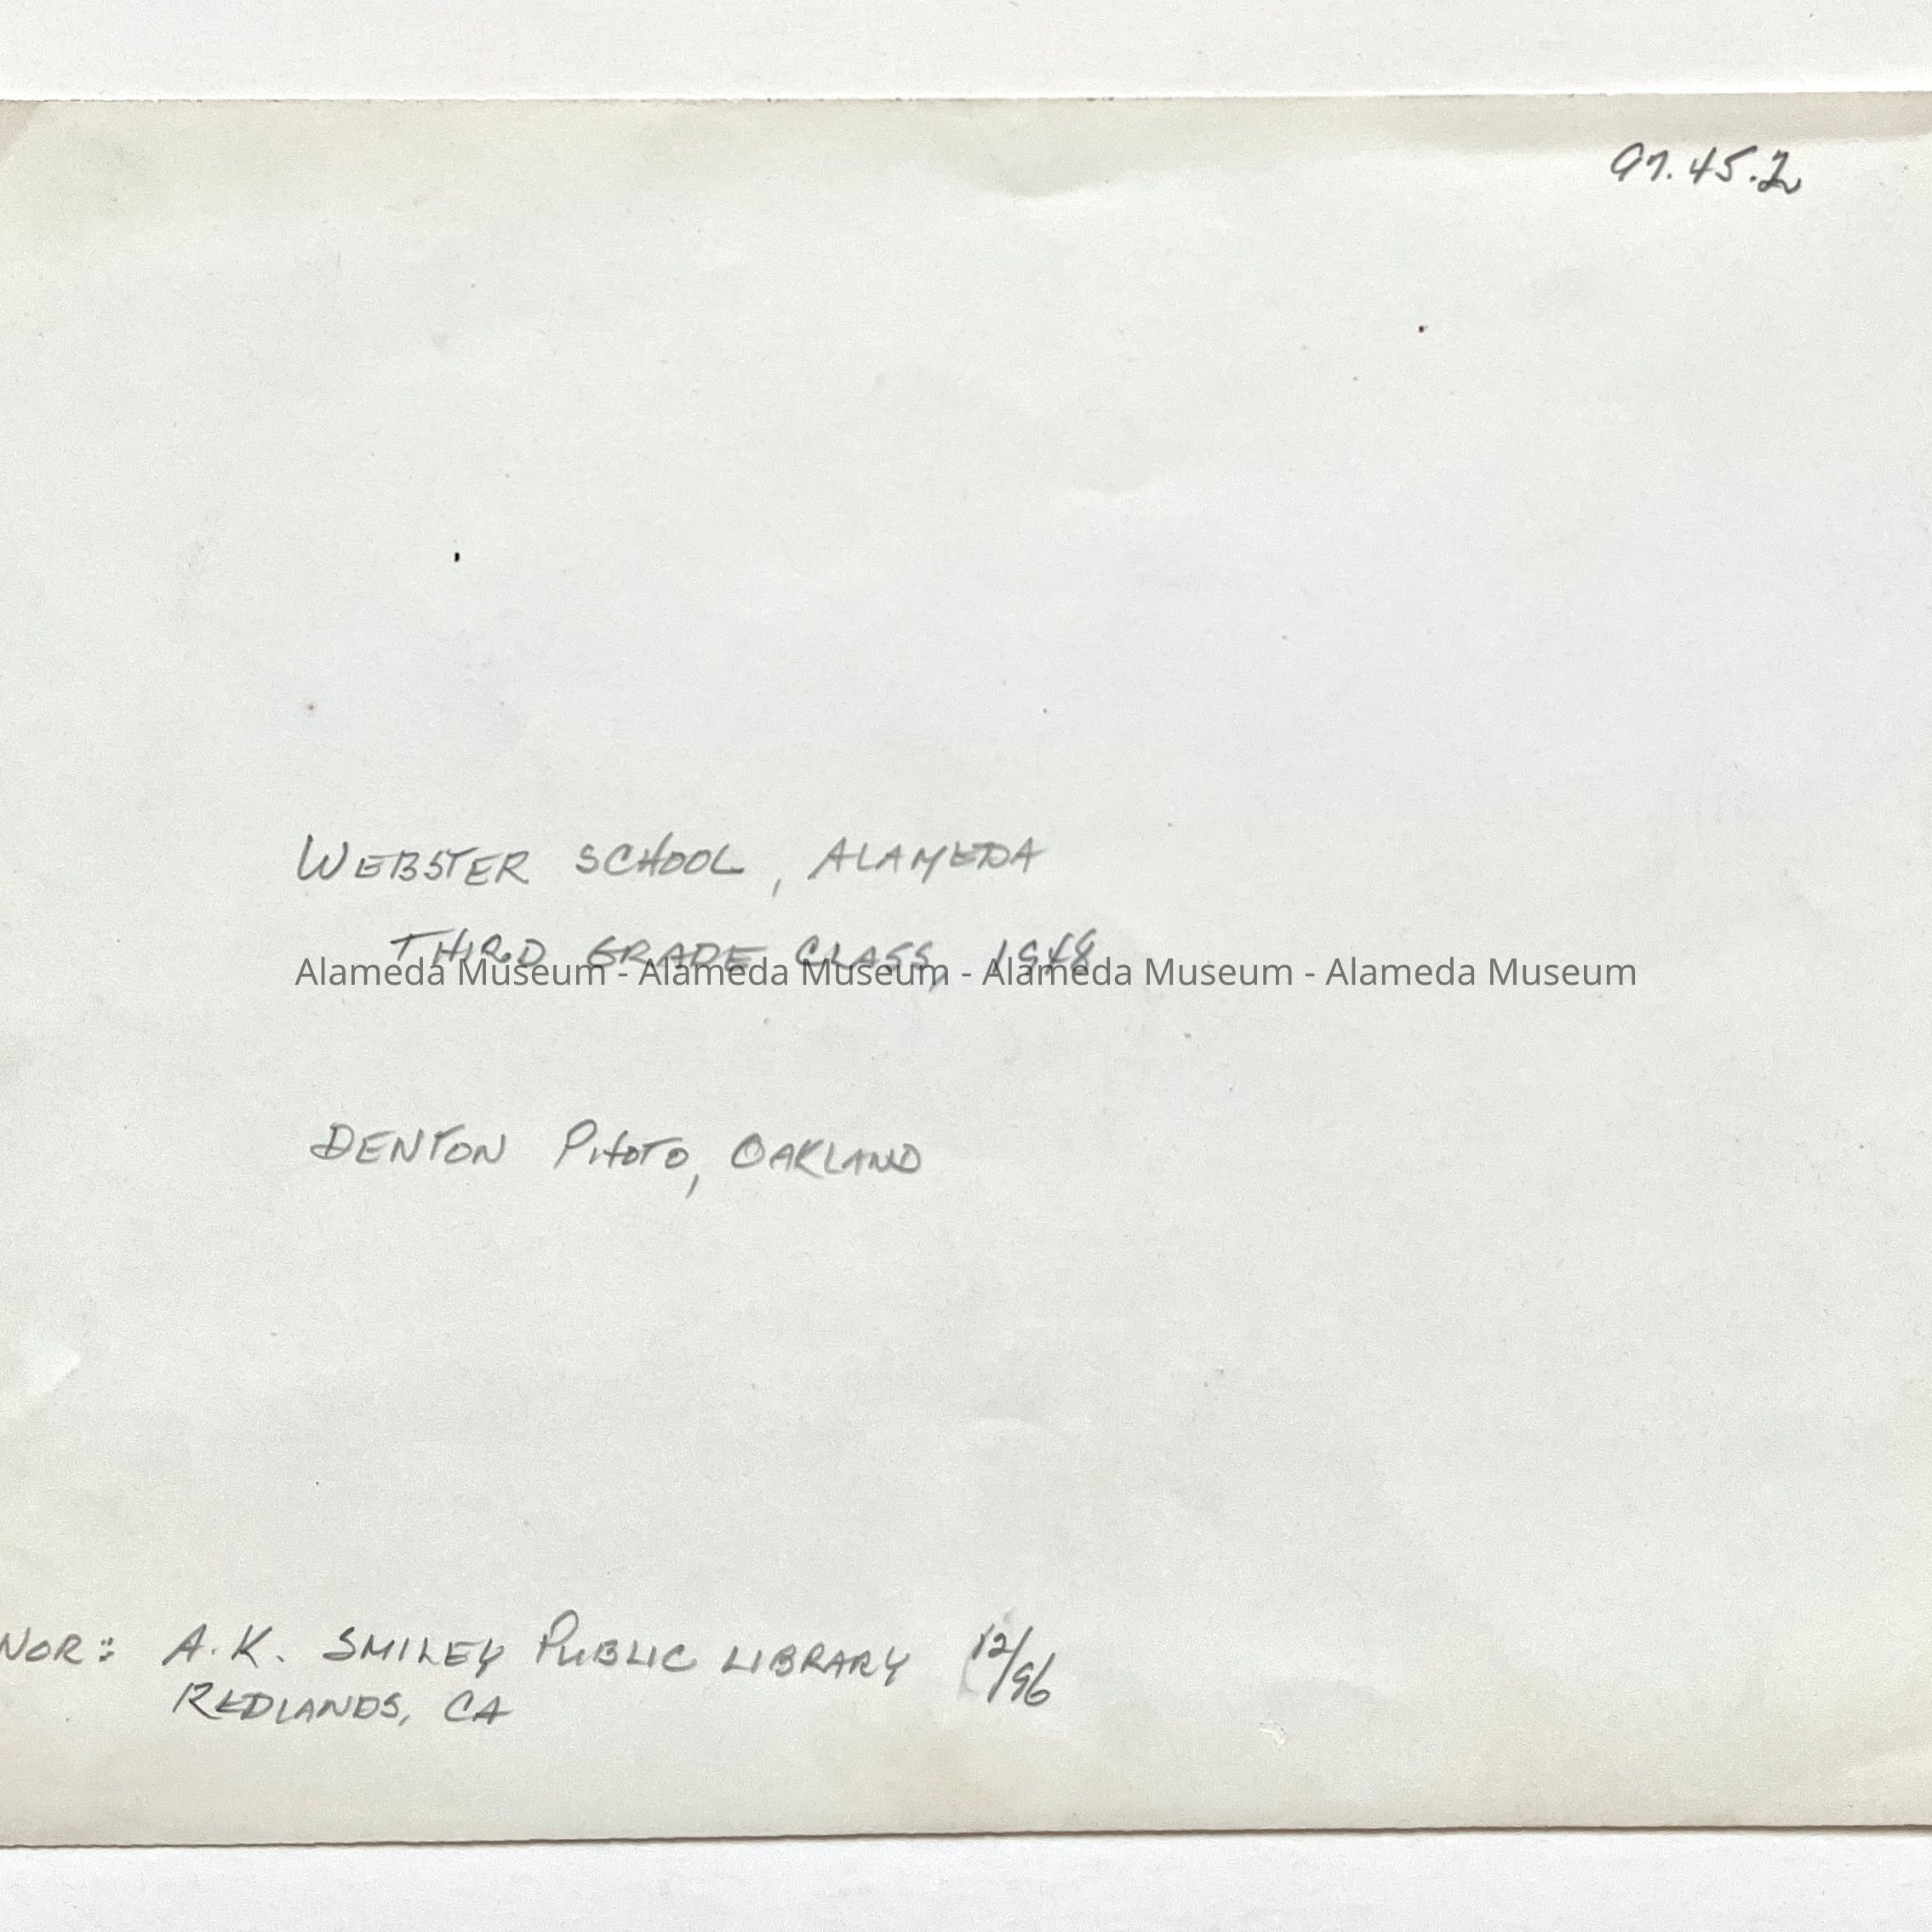 97.45.2
WEBSTER SCHOOL, ALAMEDA
THIRD GRADE CLASS, 1948
Alameda Museum - Alameda Museum - Alameda Museum - Alameda Museum
DENTON PHOTO, OAKLAND
NOR: A.K. SMILEY PUBLIC LIBRARY 12/96
REDLANDS, CA